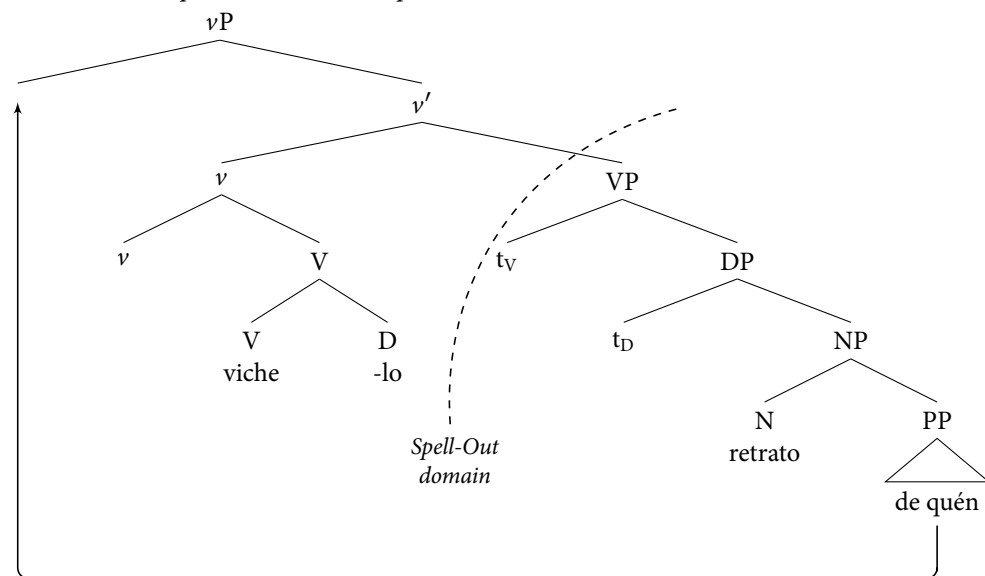 vP
v′
v VP
v V t_V DP
V D t_D NP
viche -lo N PP
Spell-Out retrato
domain de quén